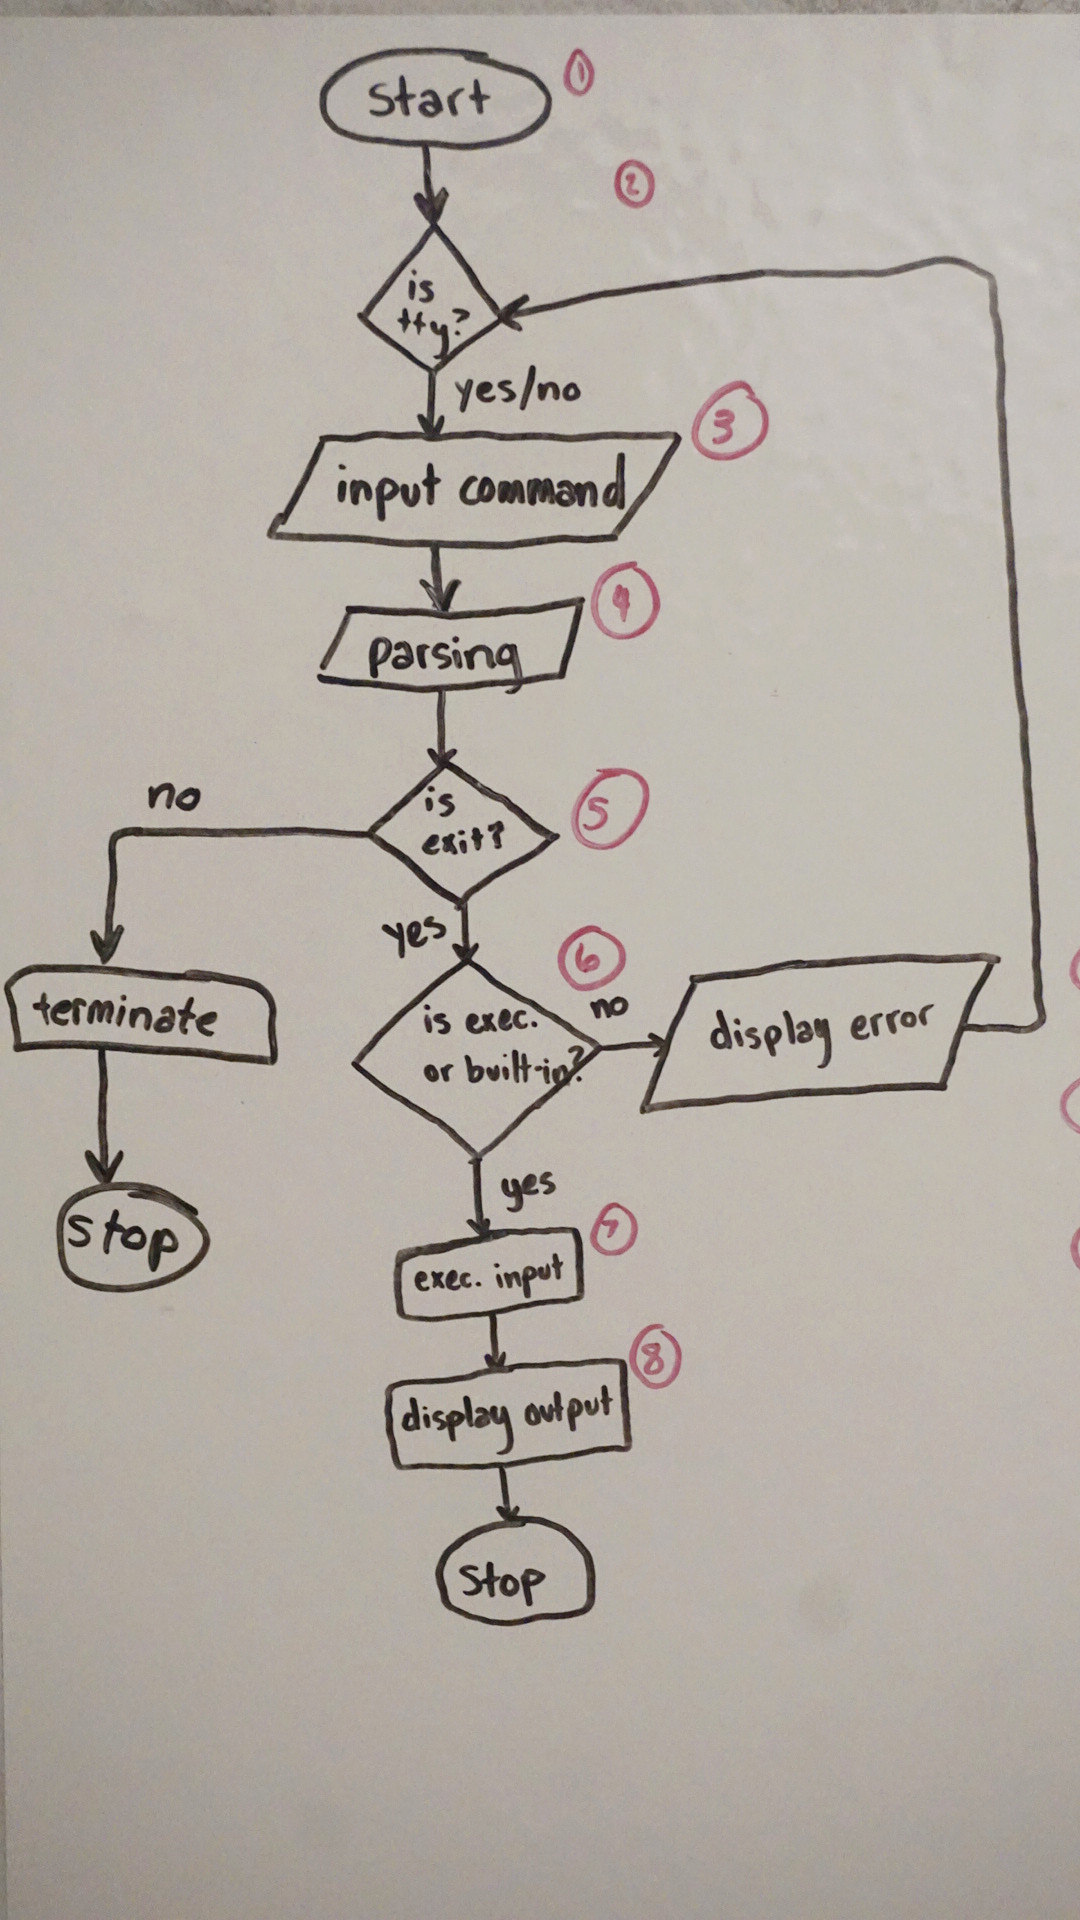 Start
1
2
is
tty?
yes/no
3
input command
4
parsing
5
is
exit?
no
yes
6
is exec.
or built-in?
no
display error
terminate
stop
yes
7
exec. input
8
display output
stop